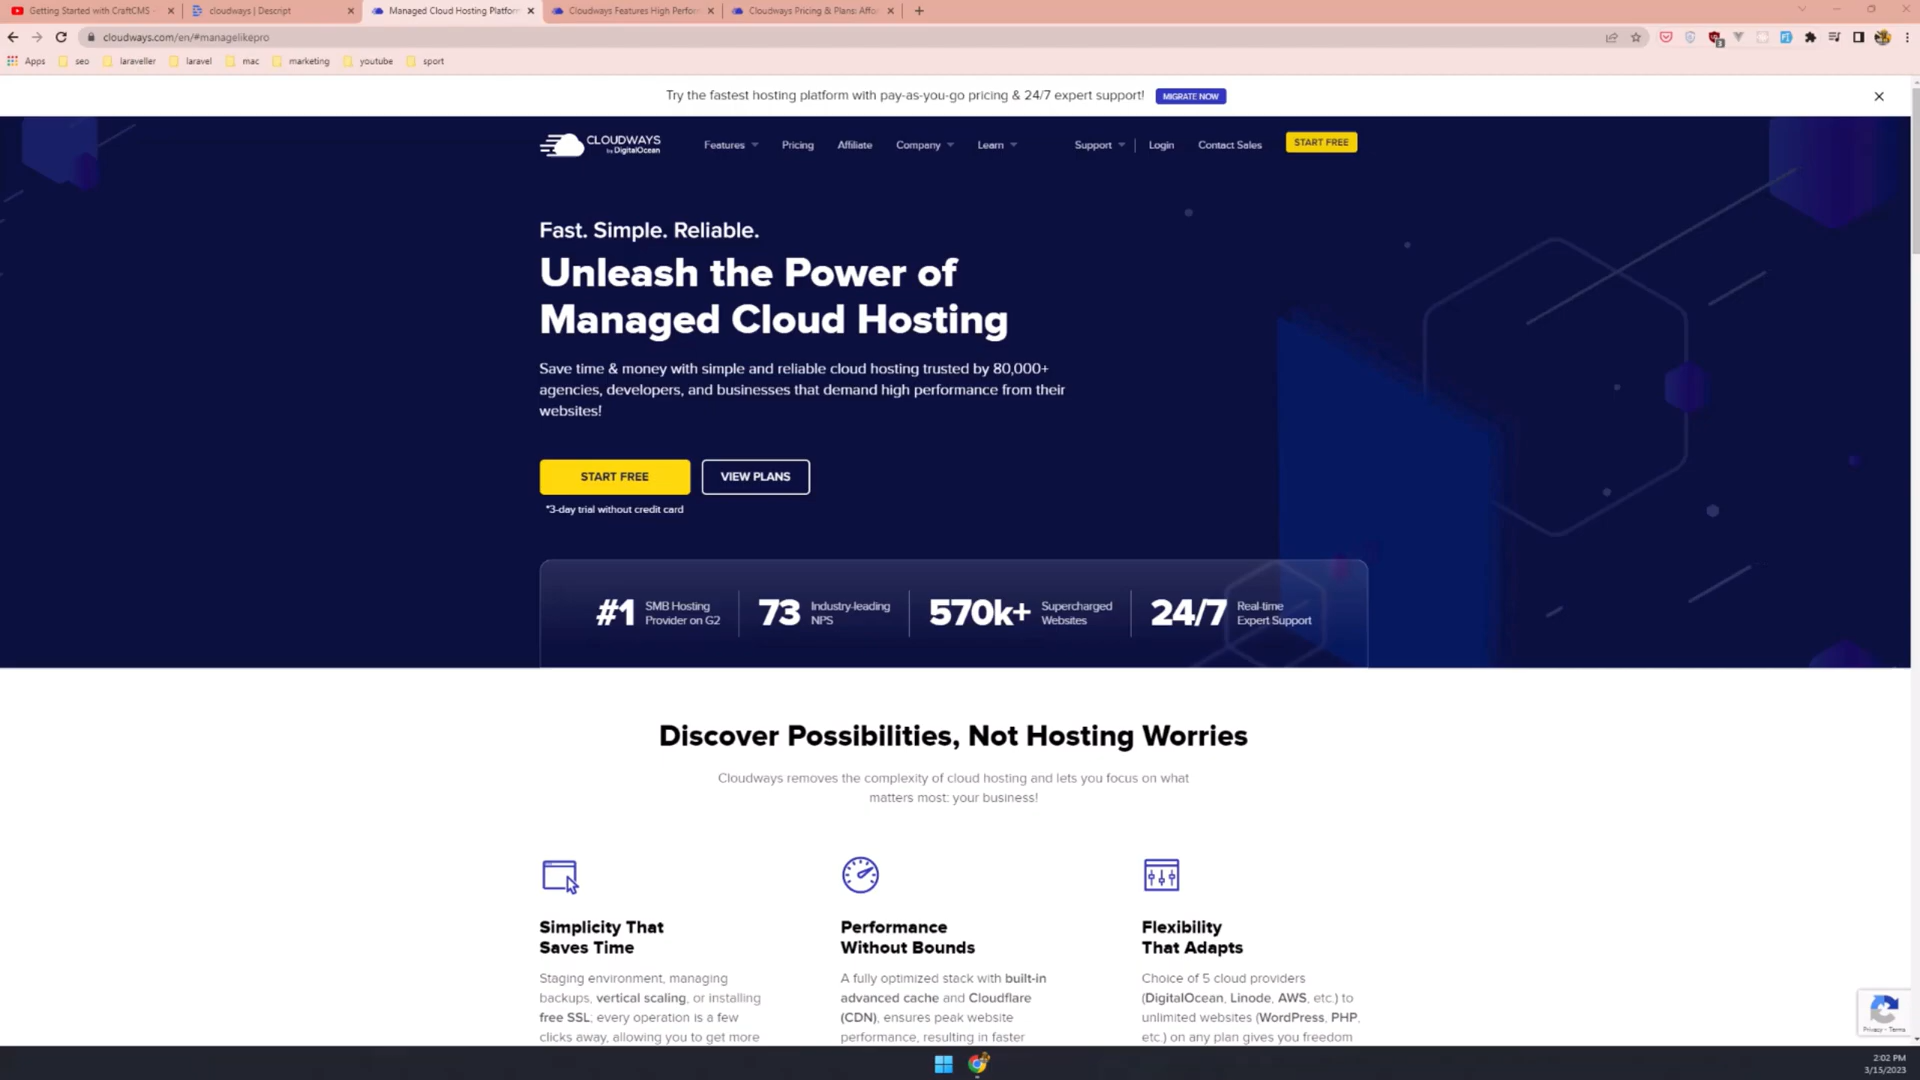 Getting Started with CraftCMS -
cloudways | Descript
Managed Cloud Hosting Platfor
Cloudways Features High Perfor
Cloudways Pricing & Plans: Affo
cloudways.com/en/#managelikepro
Apps
seo
laraveller
laravel
mac
marketing
youtube
sport
Try the fastest hosting platform with pay-as-you-go pricing & 24/7 expert support!
MIGRATE NOW
CLOUDWAYS
by DigitalOcean
Features
Pricing
Affiliate
Company
Learn
Support
Login
Contact Sales
START FREE
Fast. Simple. Reliable.
Unleash the Power of
Managed Cloud Hosting
Save time & money with simple and reliable cloud hosting trusted by 80,000+
agencies, developers, and businesses that demand high performance from their
websites!
START FREE
VIEW PLANS
*3-day trial without credit card
#1
SMB Hosting
Provider on G2
73
Industry-leading
NPS
570k+
Supercharged
Websites
24/7
Real-time
Expert Support
Discover Possibilities, Not Hosting Worries
Cloudways removes the complexity of cloud hosting and lets you focus on what
matters most: your business!
Simplicity That
Saves Time
Staging environment, managing
backups, vertical scaling, or installing
free SSL; every operation is a few
clicks away, allowing you to get more
Performance
Without Bounds
A fully optimized stack with built-in
advanced cache and Cloudflare
(CDN), ensures peak website
performance, resulting in faster
Flexibility
That Adapts
Choice of 5 cloud providers
(DigitalOcean, Linode, AWS, etc.) to
unlimited websites (WordPress, PHP,
etc.) on any plan gives you freedom
Privacy - Terms
2:02 PM
3/15/2023